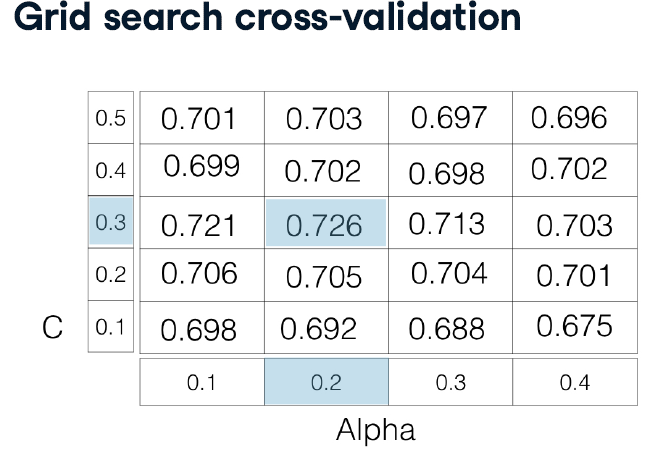 Grid search cross-validation
0.5 0.701 0.703 0.697 0.696
0.4 0.699 0.702 0.698 0.702
0.3 0.721 0.726 0.713 0.703
0.2 0.706 0.705 0.704 0.701
C 0.1 0.698 0.692 0.688 0.675
0.1 0.2 0.3 0.4
Alpha